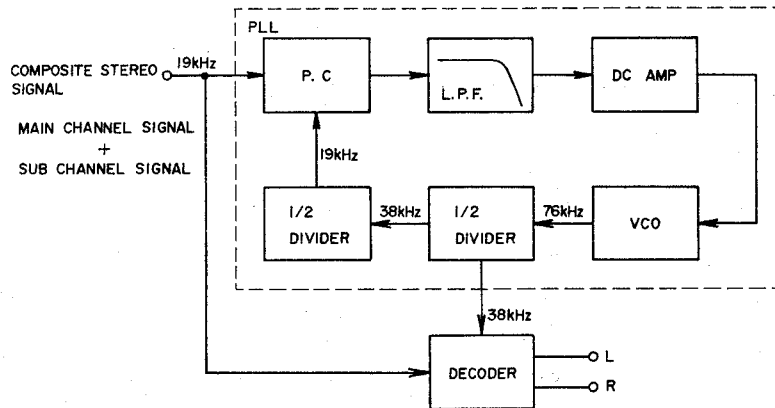 PLL
19kHz
COMPOSITE STEREO
SIGNAL
P. C
L.P.F.
DC AMP
MAIN CHANNEL SIGNAL
+
SUB CHANNEL SIGNAL
19kHz
1/2
DIVIDER
38kHz
1/2
DIVIDER
76kHz
VCO
38kHz
DECODER
L
R